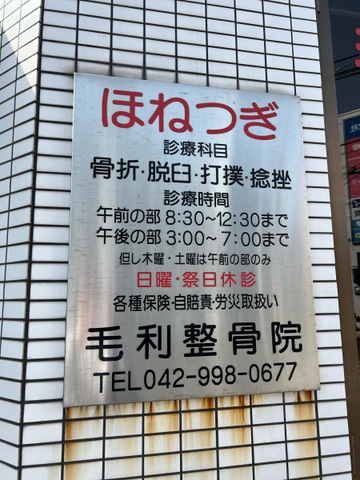 ほねつぎ
診療科目
骨折・脱臼・打撲・捻挫
診療時間
午前の部 8:30〜12:30まで
午後の部 3:00〜7:00まで
但し木曜・土曜は午前の部のみ
日曜・祭日休診
各種保険・自賠責・労災取扱い
毛利整骨院
TEL042-998-0677